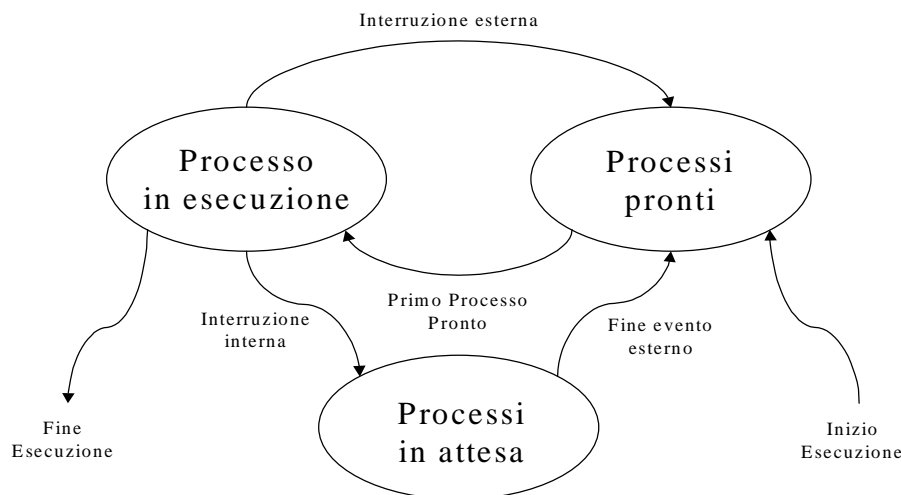 Interruzione esterna
Processo
in esecuzione
Processi
pronti
Primo Processo
Pronto
Interruzione
interna
Fine evento
esterno
Processi
in attesa
Fine
Esecuzione
Inizio
Esecuzione